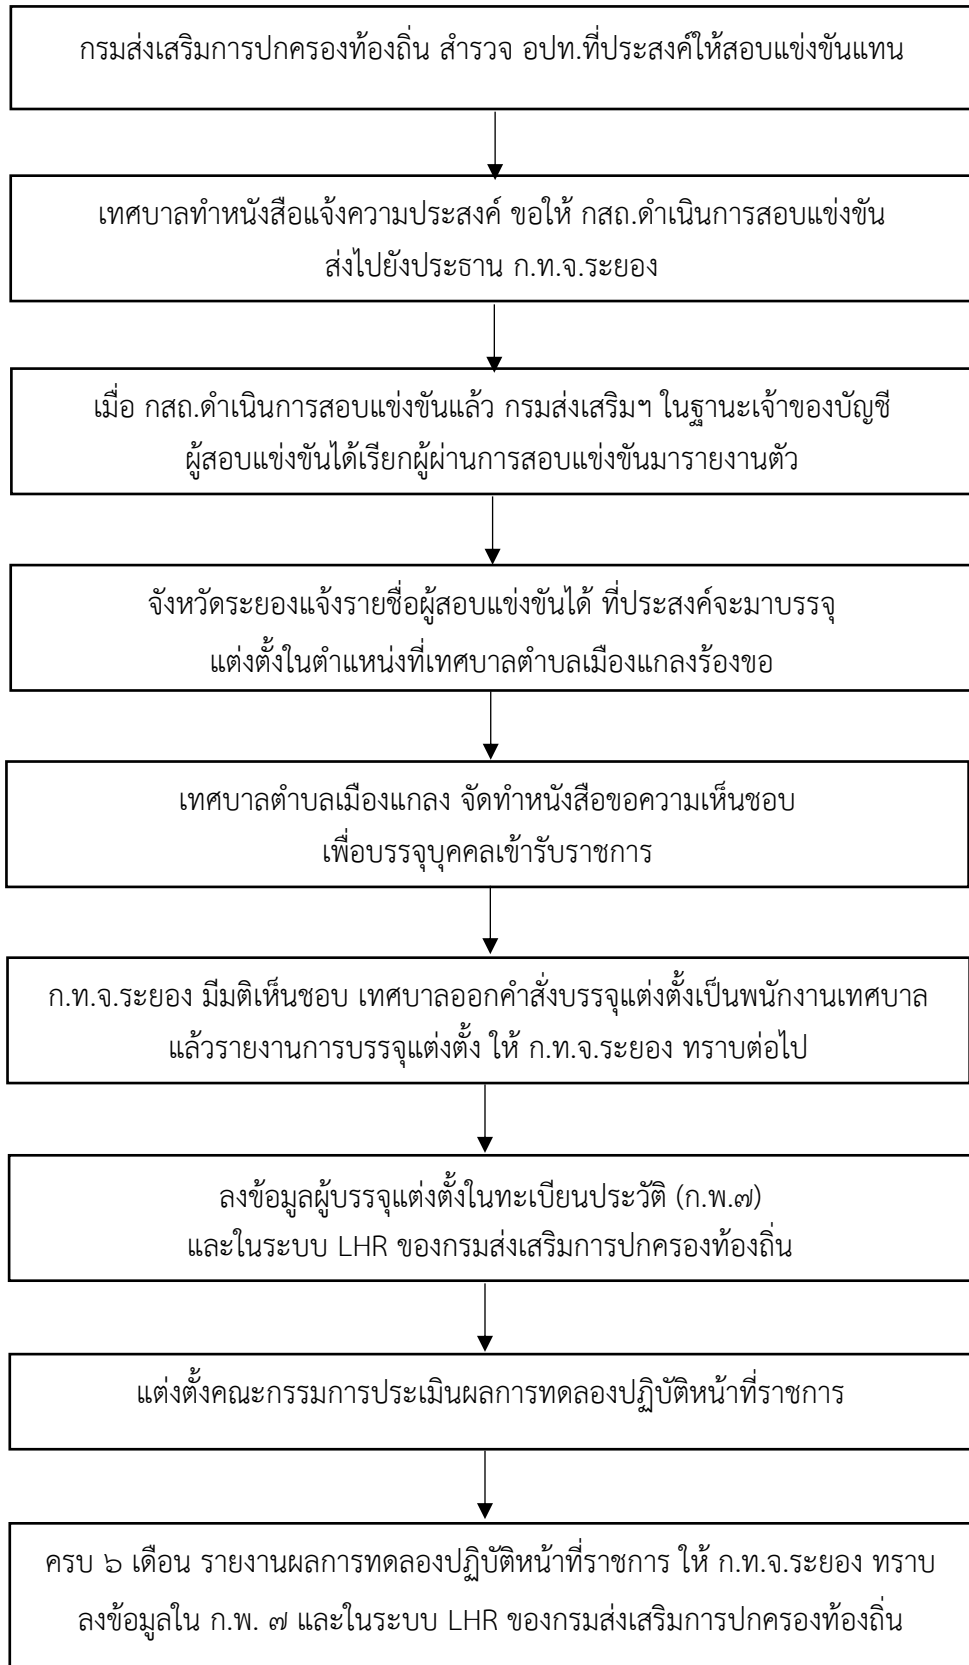 กรมส่งเสริมการปกครองท้องถิ่น สำรวจ อปท.ที่ประสงค์ให้สอบแข่งขันแทน
เทศบาลทำหนังสือแจ้งความประสงค์ ขอให้ กสถ.ดำเนินการสอบแข่งขัน
ส่งไปยังประธาน ก.ท.จ.ระยอง
เมื่อ กสถ.ดำเนินการสอบแข่งขันแล้ว กรมส่งเสริมฯ ในฐานะเจ้าของบัญชี
ผู้สอบแข่งขันได้เรียกผู้ผ่านการสอบแข่งขันมารายงานตัว
จังหวัดระยองแจ้งรายชื่อผู้สอบแข่งขันได้ ที่ประสงค์จะมาบรรจุ
แต่งตั้งในตำแหน่งที่เทศบาลตำบลเมืองแกลงร้องขอ
เทศบาลตำบลเมืองแกลง จัดทำหนังสือขอความเห็นชอบ
เพื่อบรรจุบุคคลเข้ารับราชการ
ก.ท.จ.ระยอง มีมติเห็นชอบ เทศบาลออกคำสั่งบรรจุแต่งตั้งเป็นพนักงานเทศบาล
แล้วรายงานการบรรจุแต่งตั้ง ให้ ก.ท.จ.ระยอง ทราบต่อไป
ลงข้อมูลผู้บรรจุแต่งตั้งในทะเบียนประวัติ (ก.พ.๗)
และในระบบ LHR ของกรมส่งเสริมการปกครองท้องถิ่น
แต่งตั้งคณะกรรมการประเมินผลการทดลองปฏิบัติหน้าที่ราชการ
ครบ ๖ เดือน รายงานผลการทดลองปฏิบัติหน้าที่ราชการ ให้ ก.ท.จ.ระยอง ทราบ
ลงข้อมูลใน ก.พ. ๗ และในระบบ LHR ของกรมส่งเสริมการปกครองท้องถิ่น